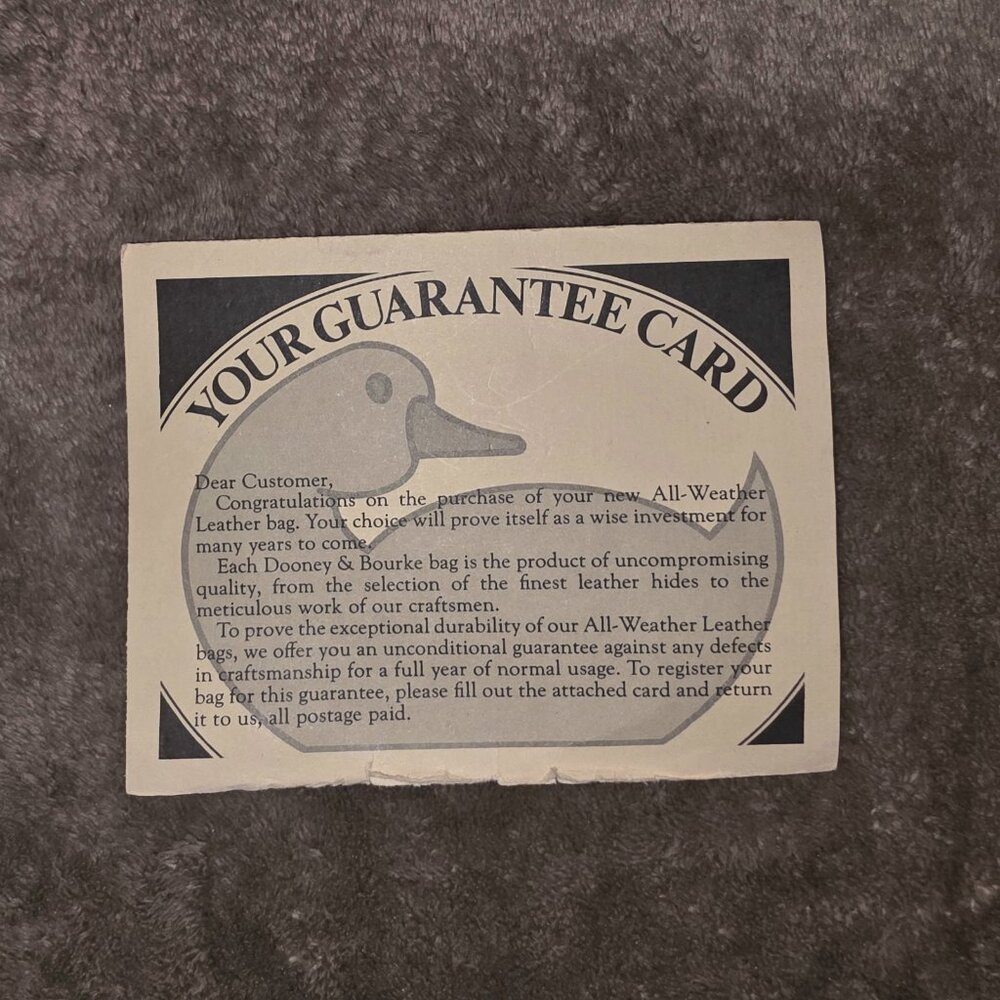 YOUR GUARANTEE CARD
Dear Customer,
Congratulations on the purchase of your new All-Weather
Leather bag. Your choice will prove itself as a wise investment for
many years to come.
Each Dooney & Bourke bag is the product of uncompromising
quality, from the selection of the finest leather hides to the
meticulous work of our craftsmen.
To prove the exceptional durability of our All-Weather Leather
bags, we offer you an unconditional guarantee against any defects
in craftsmanship for a full year of normal usage. To register your
bag for this guarantee, please fill out the attached card and return
it to us, all postage paid.